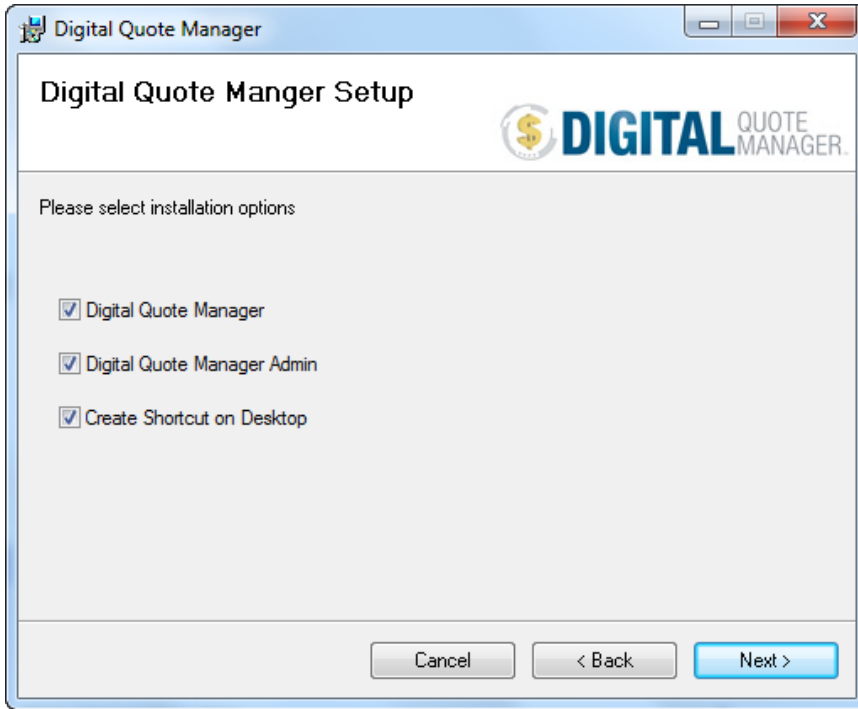 Digital Quote Manager
Digital Quote Manger Setup
DIGITAL QUOTE MANAGER.
Please select installation options
Digital Quote Manager
Digital Quote Manager Admin
Create Shortcut on Desktop
Cancel < Back Next >